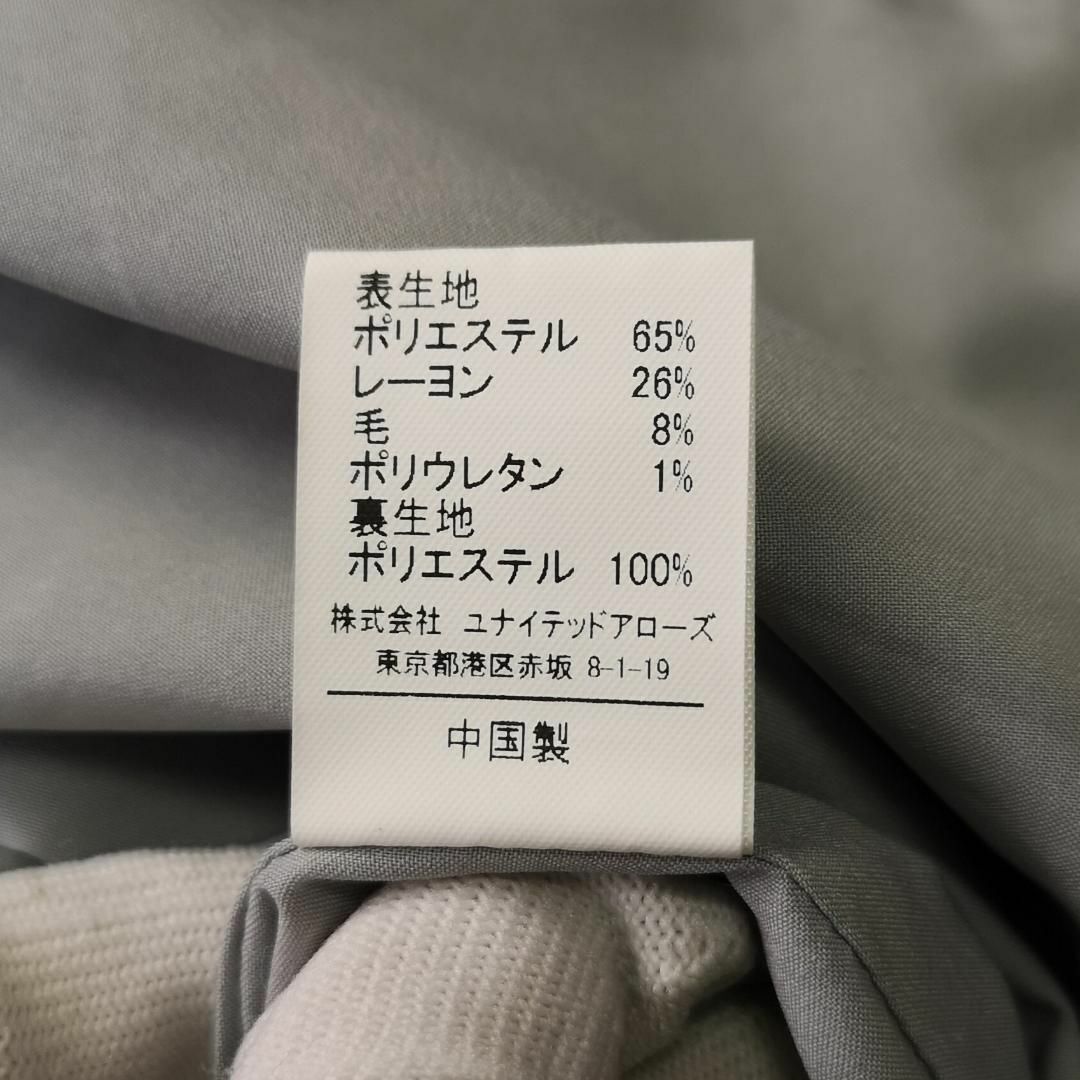 表生地
ポリエステル 65%
レーヨン 26%
毛 8%
ポリウレタン 1%
裏生地
ポリエステル 100%
株式会社 ユナイテッドアローズ
東京都港区赤坂 8-1-19
中国製